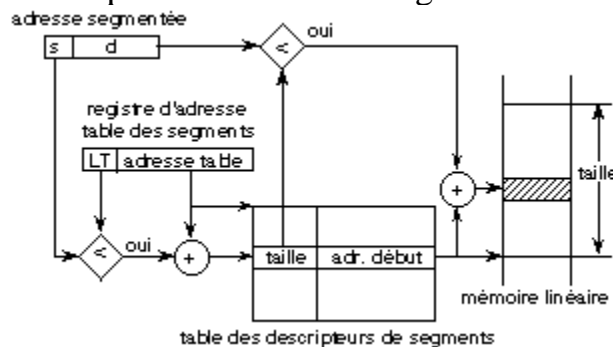 adresse segmentée
s d
<
oui
registre d'adresse
table des segments
LT adresse table
taille
+
<
oui
+
taille adr. début
mémoire linéaire
table des descripteurs de segments